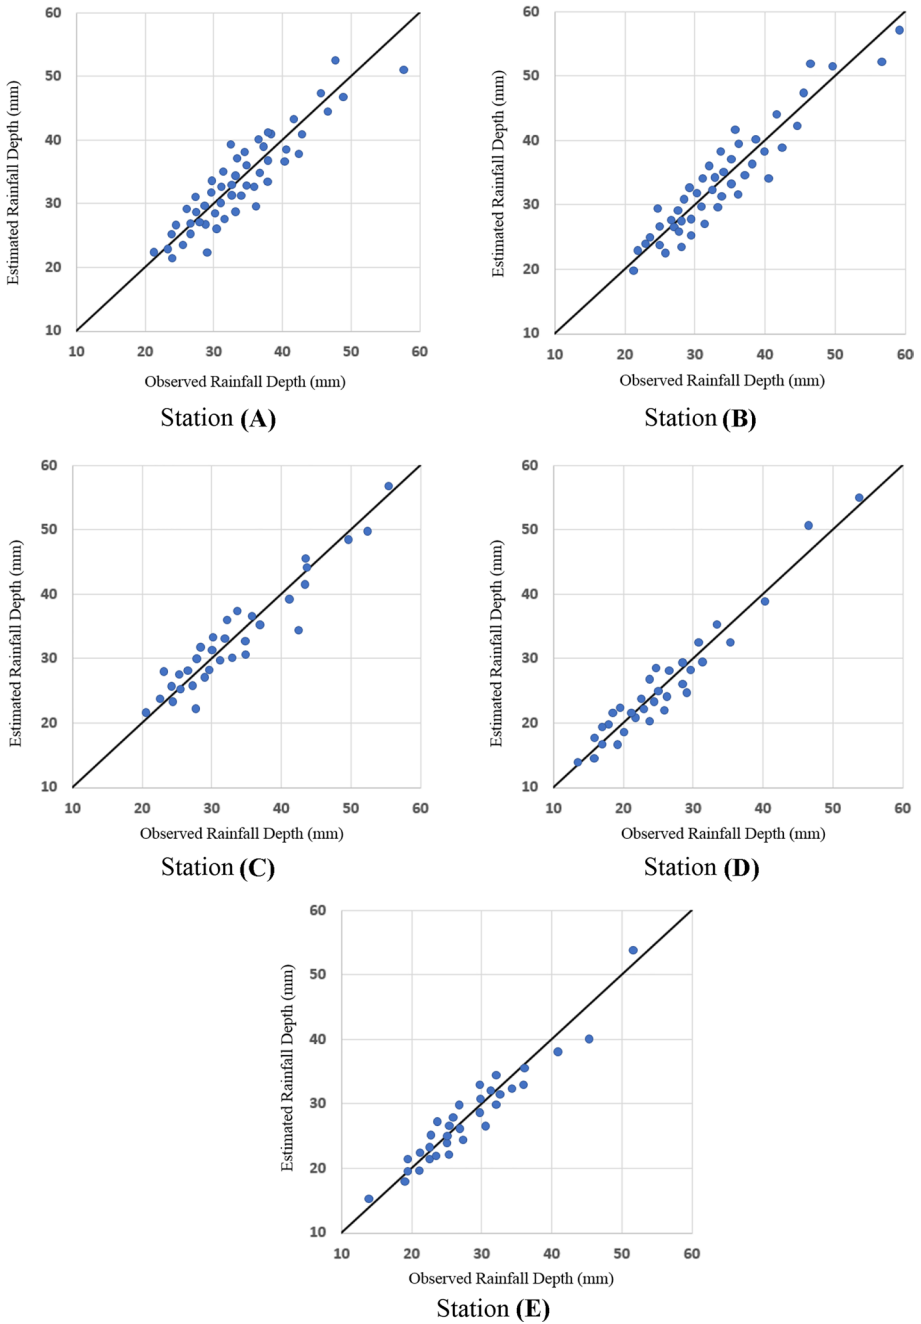 60
50
40
30
20
10
Estimated Rainfall Depth (mm)
10 20 30 40 50 60
Observed Rainfall Depth (mm)
Station (A)
60
50
40
30
20
10
Estimated Rainfall Depth (mm)
10 20 30 40 50 60
Observed Rainfall Depth (mm)
Station (B)
60
50
40
30
20
10
Estimated Rainfall Depth (mm)
10 20 30 40 50 60
Observed Rainfall Depth (mm)
Station (C)
60
50
40
30
20
10
Estimated Rainfall Depth (mm)
10 20 30 40 50 60
Observed Rainfall Depth (mm)
Station (D)
60
50
40
30
20
10
Estimated Rainfall Depth (mm)
10 20 30 40 50 60
Observed Rainfall Depth (mm)
Station (E)